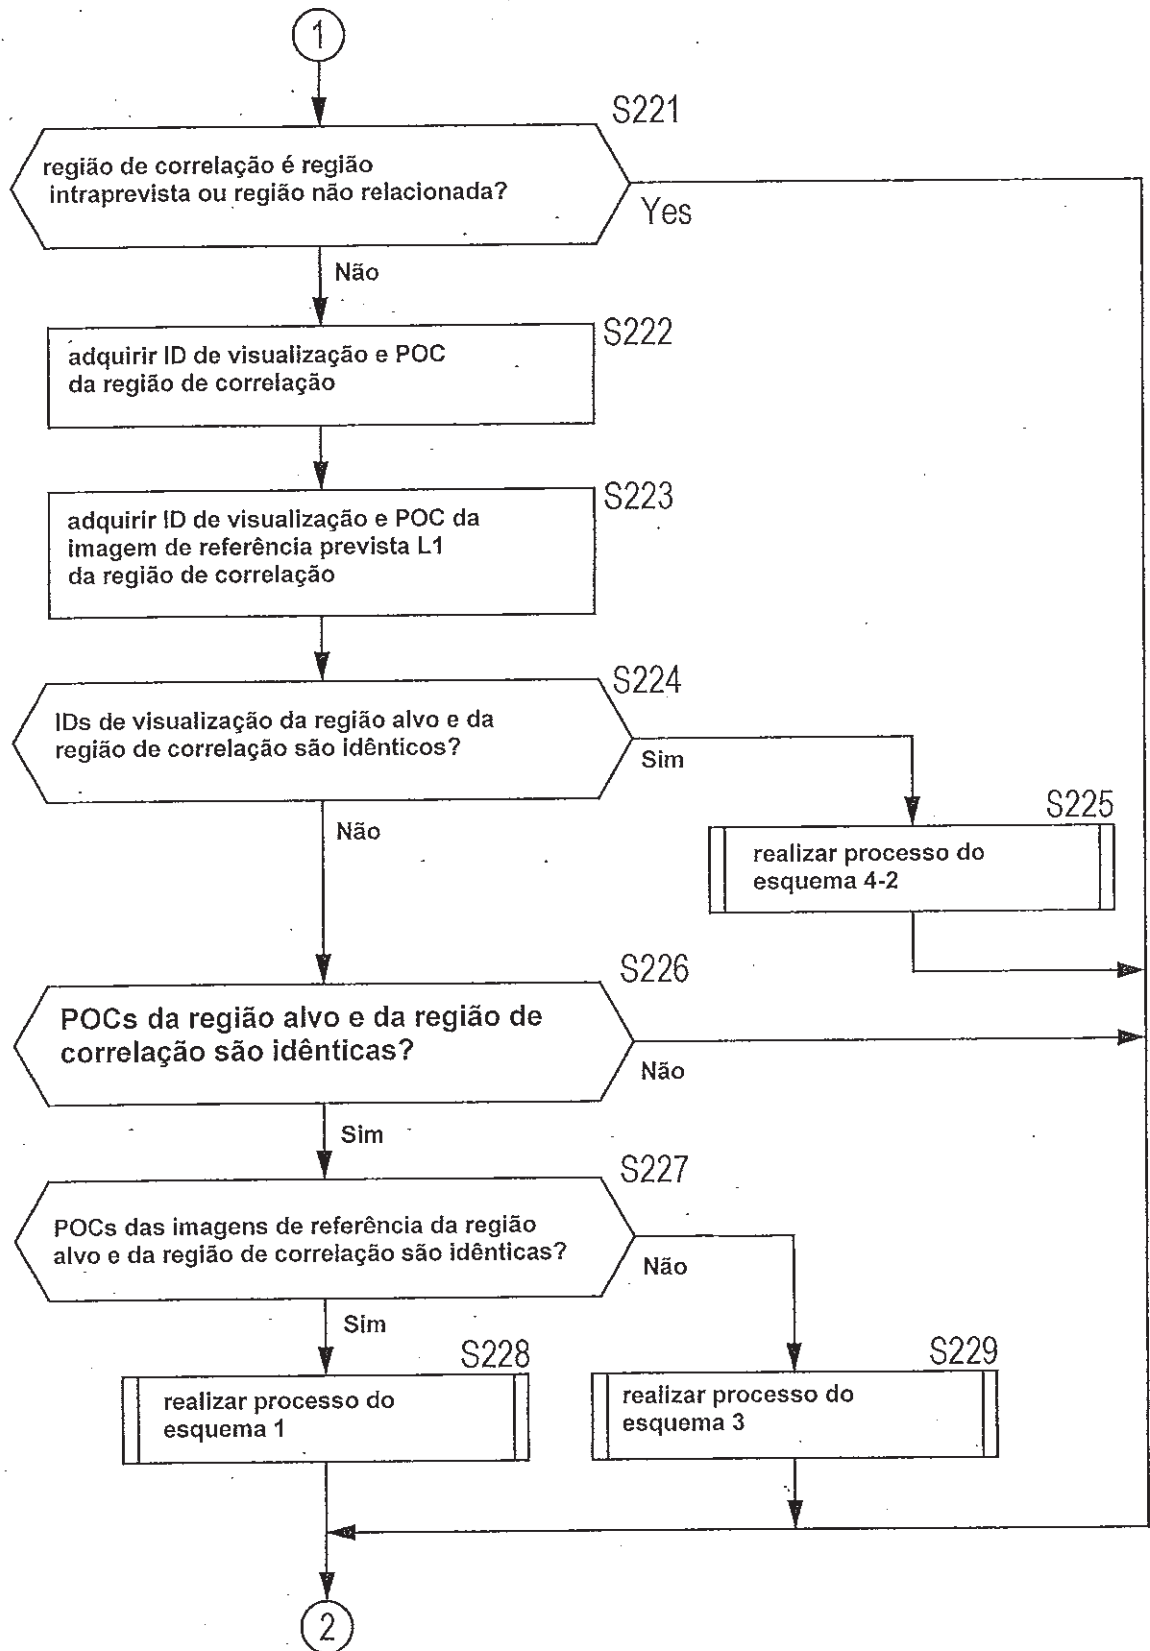 1
S221
região de correlação é região
intraprevista ou região não relacionada?
Yes
Não
S222
adquirir ID de visualização e POC
da região de correlação
S223
adquirir ID de visualização e POC da
imagem de referência prevista L1
da região de correlação
S224
IDs de visualização da região alvo e da
região de correlação são idênticos?
Sim
Não
S225
realizar processo do
esquema 4-2
S226
POCs da região alvo e da região de
correlação são idênticas?
Não
Sim
S227
POCs das imagens de referência da região
alvo e da região de correlação são idênticas?
Não
Sim
S228
realizar processo do
esquema 1
S229
realizar processo do
esquema 3
2